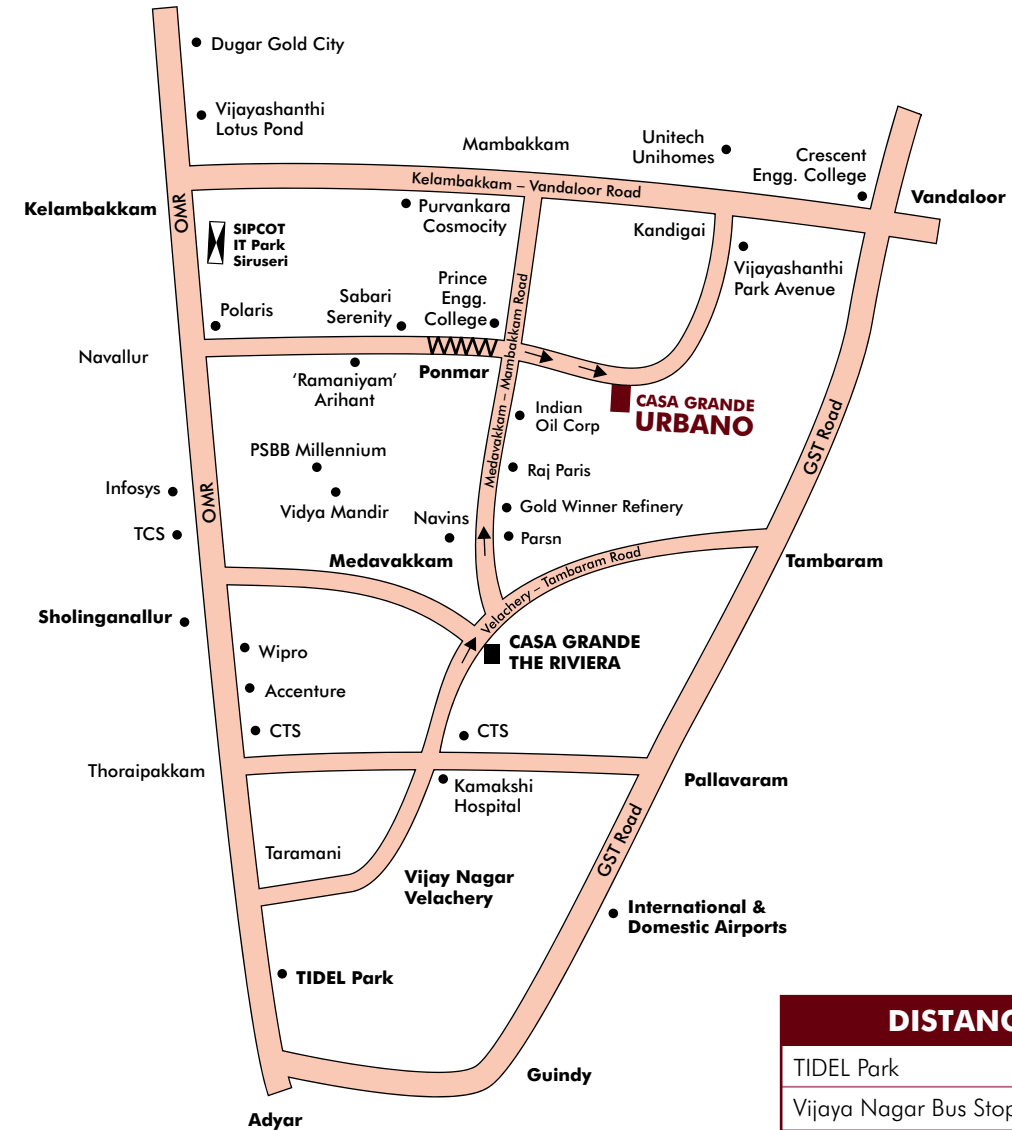 Dugar Gold City
Vijayashanthi
Lotus Pond
Mambakkam
Unitech
Unihomes
Crescent
Engg. College
Vandaloor
Kelambakkam – Vandaloor Road
Kelambakkam
OMR
Purvankara
Cosmocity
Kandigai
SIPCOT
IT Park
Siruseri
Vijayashanthi
Park Avenue
Prince
Engg.
College
Sabari
Serenity
Polaris
Medavakkam – Mambakkam Road
Navallur
Ponmar
'Ramaniyam'
Arihant
CASA GRANDE
URBANO
Indian
Oil Corp
GST Road
PSBB Millennium
Raj Paris
Infosys
OMR
Vidya Mandir
Gold Winner Refinery
Navins
TCS
Parsn
Medavakkam
Velachery – Tambaram Road
Tambaram
Sholinganallur
CASA GRANDE
THE RIVIERA
Wipro
Accenture
CTS
CTS
Thoraipakkam
Pallavaram
Kamakshi
Hospital
GST Road
Taramani
Vijay Nagar
Velachery
International &
Domestic Airports
TIDEL Park
Guindy
Adyar
DISTANC
TIDEL Park
Vijaya Nagar Bus Stop